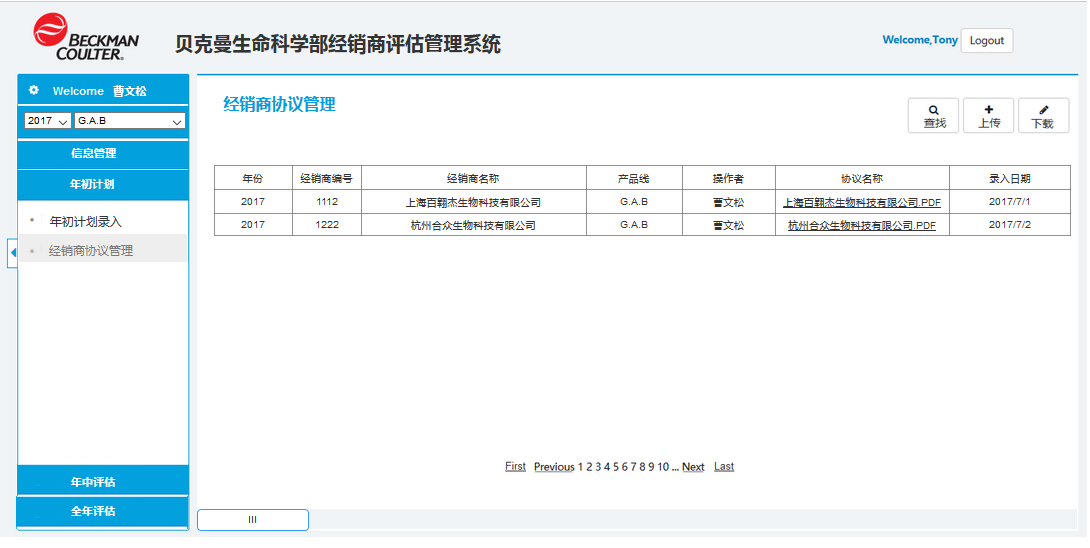 BECKMAN
COULTER.
贝克曼生命科学部经销商评估管理系统
Welcome,Tony Logout
Welcome 曹文松
2017 G.A.B
信息管理
年初计划
年初计划录入
经销商协议管理
年中评估
全年评估
经销商协议管理
查找 上传 下载
年份 经销商编号 经销商名称 产品线 操作者 协议名称 录入日期
2017 1112 上海百翱杰生物科技有限公司 G.A.B 曹文松 上海百翱杰生物科技有限公司.PDF 2017/7/1
2017 1222 杭州合众生物科技有限公司 G.A.B 曹文松 杭州合众生物科技有限公司.PDF 2017/7/2
First Previous 1 2 3 4 5 6 7 8 9 10 ... Next Last
III